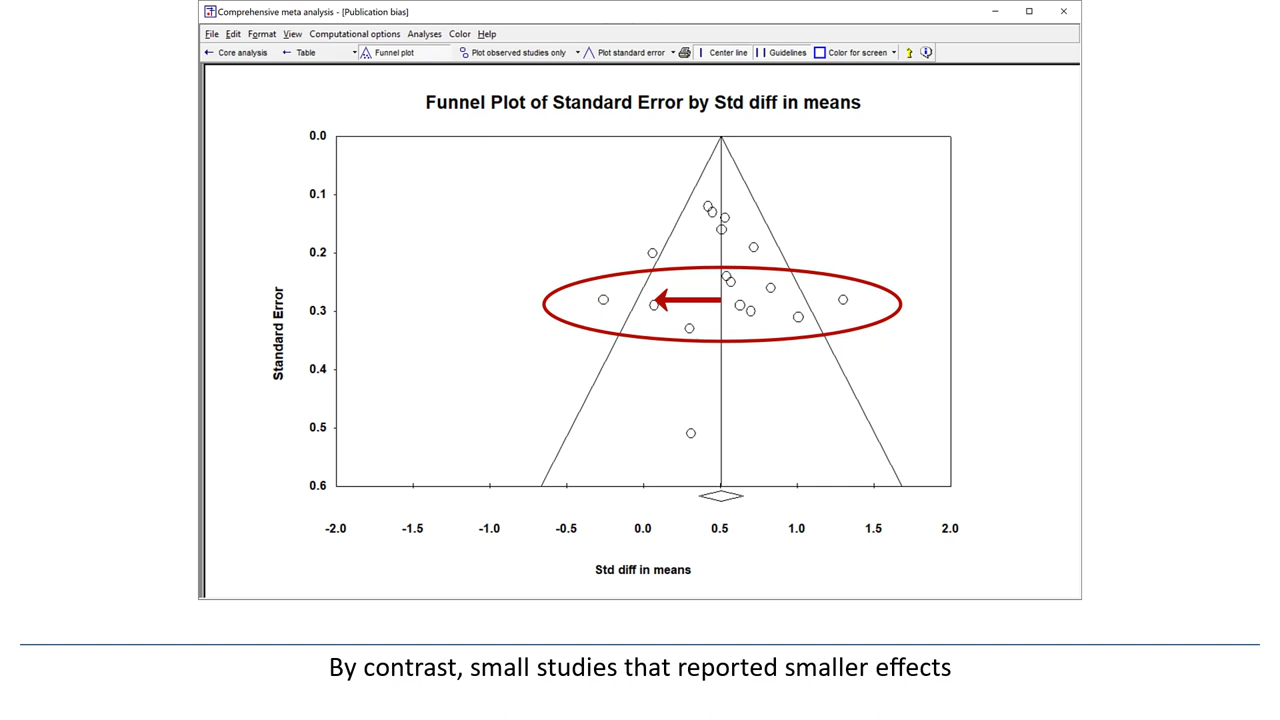 Comprehensive meta analysis - [Publication bias]
File Edit Format View Computational options Analyses Color Help
Core analysis Table Funnel plot Plot observed studies only Plot standard error Center line Guidelines Color for screen ?
Funnel Plot of Standard Error by Std diff in means
0.0
0.1
0.2
0.3
0.4
0.5
0.6
Standard Error
-2.0 -1.5 -1.0 -0.5 0.0 0.5 1.0 1.5 2.0
Std diff in means
By contrast, small studies that reported smaller effects